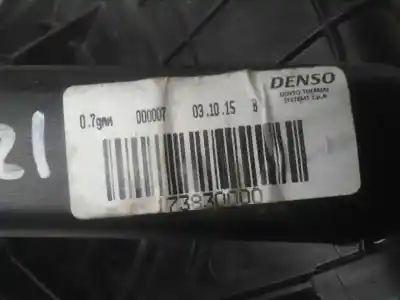 DENSO
DENSO THERMAL
SYSTEMS S.p.A
0.7gmm 000007 03.10.15 B
173830000
21